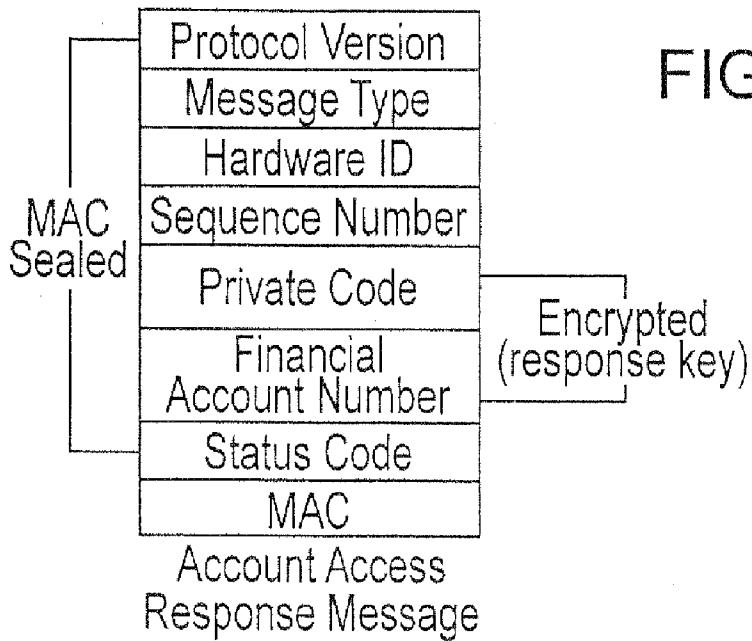 FIG
Protocol Version
Message Type
Hardware ID
Sequence Number
Private Code
Financial
Account Number
Status Code
MAC
MAC
Sealed
Encrypted
(response key)
Account Access
Response Message